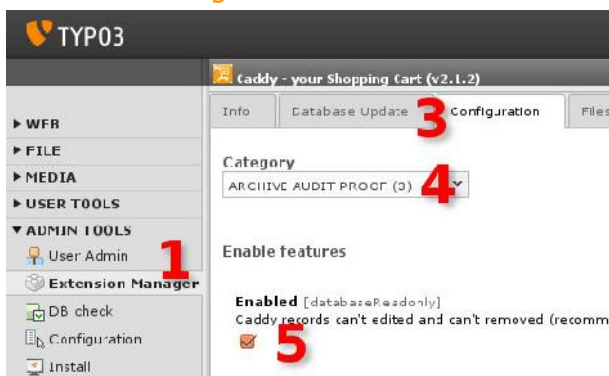 TYPO3
Caddy - your Shopping Cart (v2.1.2)
Info
Database Update
3
Configuration
Files
WEB
FILE
MEDIA
USER TOOLS
ADMIN TOOLS
User Admin
1
Extension Manager
DB check
Configuration
Install
Category
ARCHIVE AUDIT PROOF (3)
4
Enable features
Enabled [databaseReadonly]
Caddy records can't edited and can't removed (recomm
5